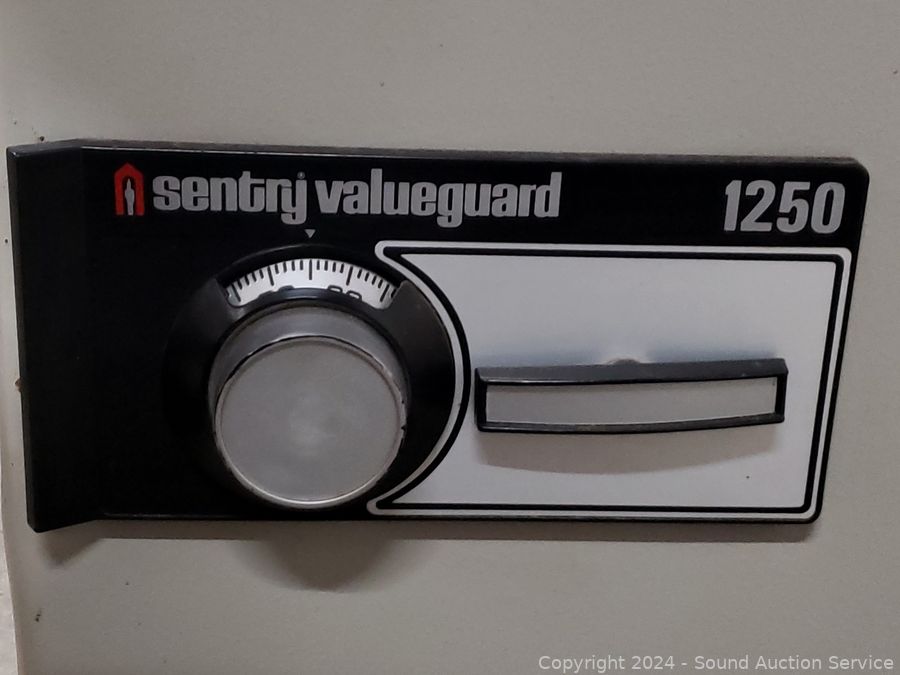 sentry® valueguard 1250
Copyright 2024 - Sound Auction Service